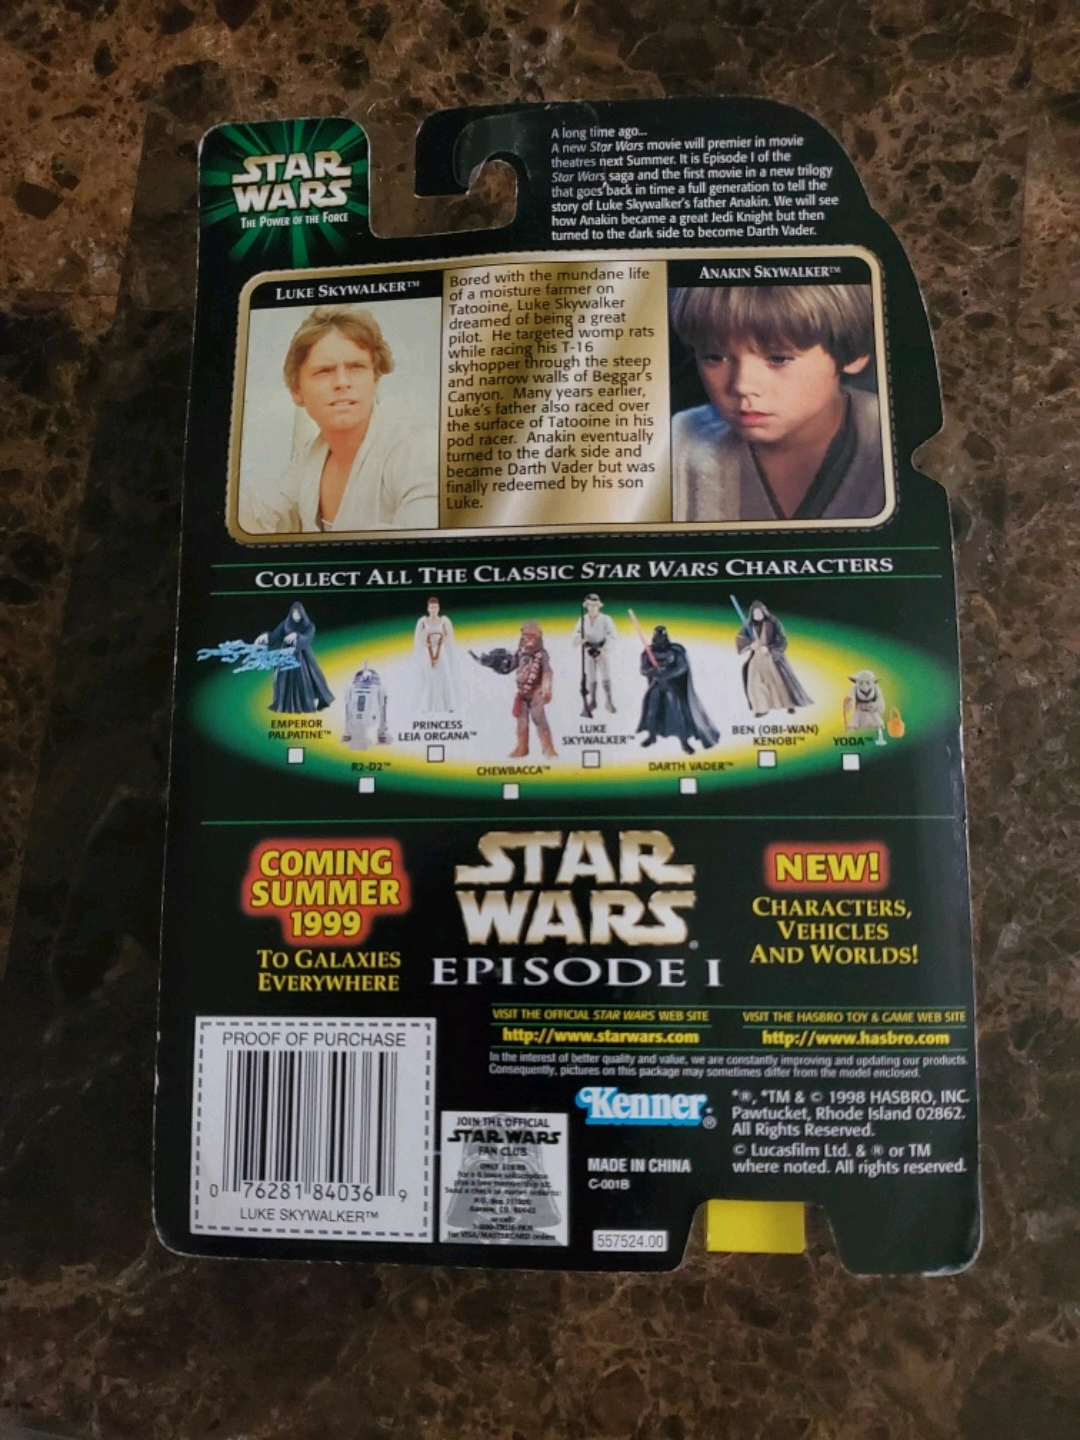 STAR
WARS
THE POWER OF THE FORCE
A long time ago...
A new Star Wars movie will premier in movie
theatres next Summer. It is Episode I of the
Star Wars saga and the first movie in a new trilogy
that goes back in time a full generation to tell the
story of Luke Skywalker's father Anakin. We will see
how Anakin became a great Jedi Knight but then
turned to the dark side to become Darth Vader.
LUKE SKYWALKER™
Bored with the mundane life
of a moisture farmer on
Tatooine, Luke Skywalker
dreamed of being a great
pilot. He targeted womp rats
while racing his T-16
skyhopper through the steep
and narrow walls of Beggar's
Canyon. Many years earlier,
Luke's father also raced over
the surface of Tatooine in his
pod racer. Anakin eventually
turned to the dark side and
became Darth Vader but was
finally redeemed by his son
Luke.
ANAKIN SKYWALKER™
COLLECT ALL THE CLASSIC STAR WARS CHARACTERS
EMPEROR
PALPATINE™
R2-D2™
PRINCESS
LEIA ORGANA™
CHEWBACCA™
LUKE
SKYWALKER™
DARTH VADER™
BEN (OBI-WAN)
KENOBI™
YODA™
COMING
SUMMER
1999
TO GALAXIES
EVERYWHERE
STAR
WARS®
EPISODE I
NEW!
CHARACTERS,
VEHICLES
AND WORLDS!
VISIT THE OFFICIAL STAR WARS WEB SITE
http://www.starwars.com
VISIT THE HASBRO TOY & GAME WEB SITE
http://www.hasbro.com
In the interest of better quality and value, we are constantly improving and updating our products.
Consequently, pictures on this package may sometimes differ from the model enclosed.
PROOF OF PURCHASE
0 76281 84036 9
LUKE SKYWALKER™
JOIN THE OFFICIAL
STAR WARS
FAN CLUB
or call:
1-800-TRUE-FAN
for VISA/MASTERCARD orders
Kenner®
MADE IN CHINA
C-001B
557524.00
*®, *TM & © 1998 HASBRO, INC.
Pawtucket, Rhode Island 02862.
All Rights Reserved.
© Lucasfilm Ltd. & ® or TM
where noted. All rights reserved.